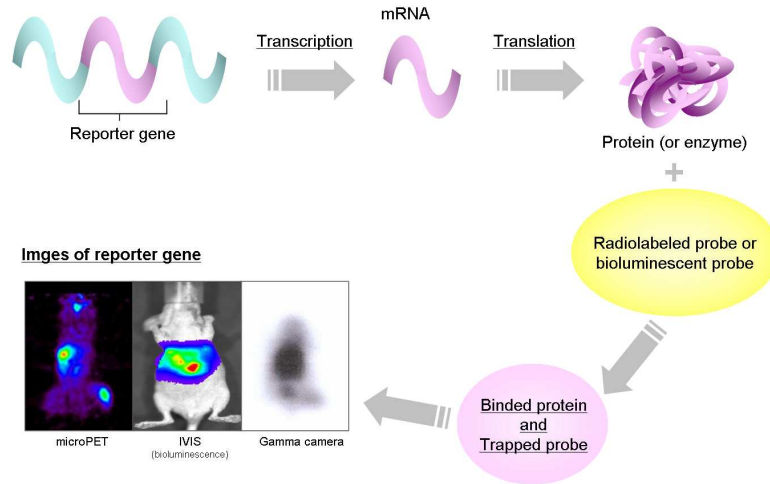 mRNA
Transcription
Translation
Reporter gene
Protein (or enzyme)
+
Radiolabeled probe or
bioluminescent probe
Imges of reporter gene
Binded protein
and
Trapped probe
microPET
IVIS
(bioluminescence)
Gamma camera